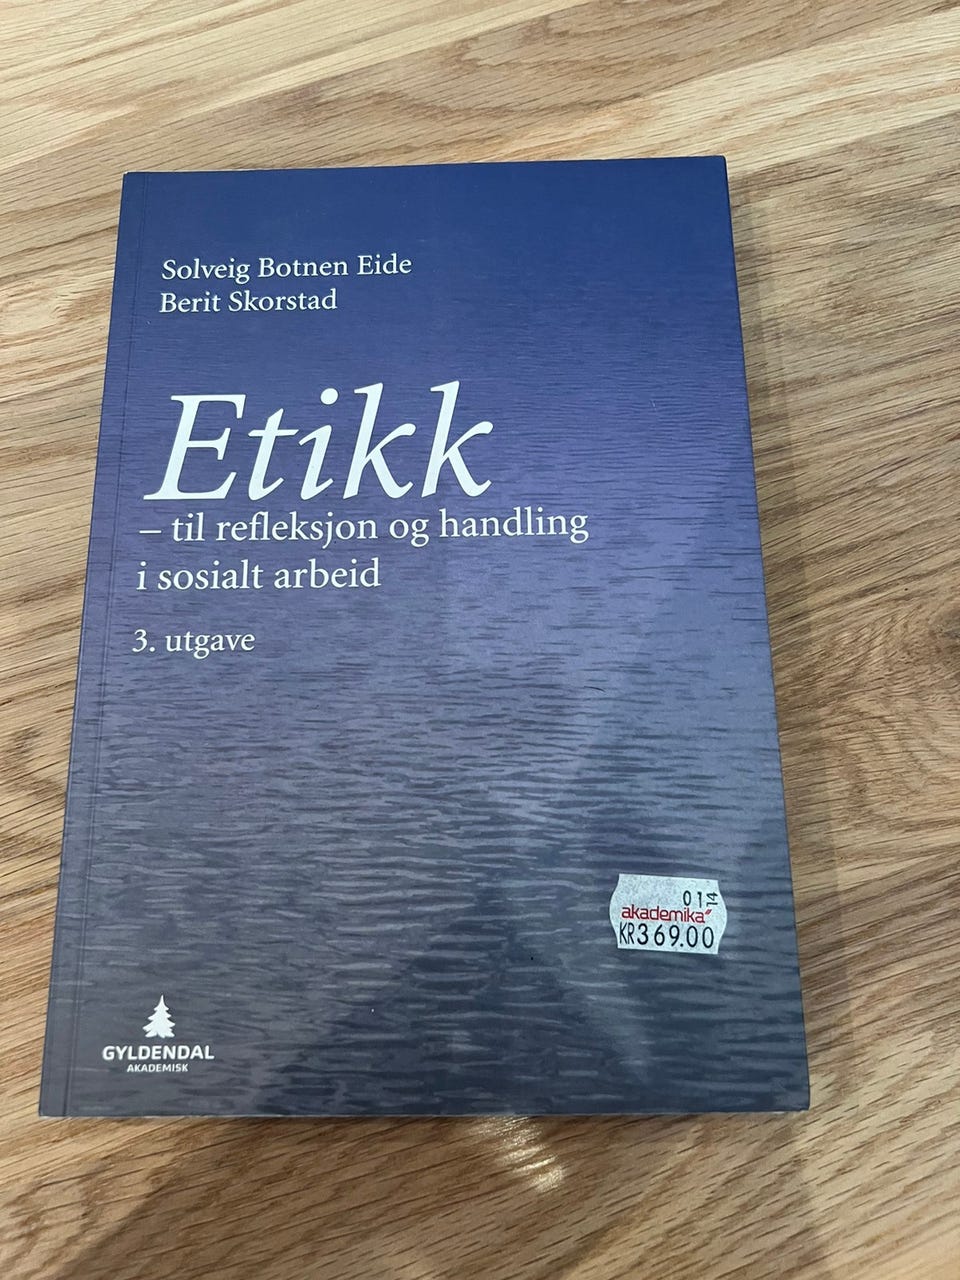 Solveig Botnen Eide
Berit Skorstad
Etikk
– til refleksjon og handling
i sosialt arbeid
3. utgave
01 14
akademika
KR369.00
GYLDENDAL
AKADEMISK